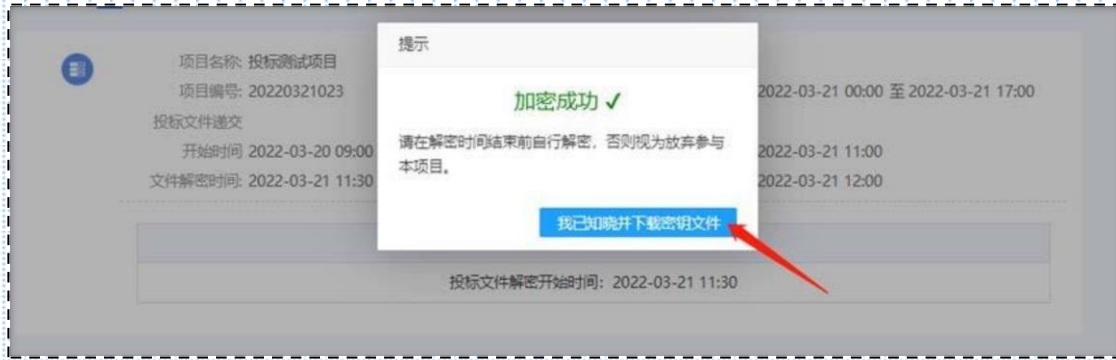 提示
项目名称: 投标测试项目
项目编号: 20220321023
2022-03-21 00:00 至 2022-03-21 17:00
加密成功 ✓
投标文件递交
开始时间 2022-03-20 09:00
2022-03-21 11:00
请在解密时间结束前自行解密，否则视为放弃参与
本项目。
文件解密时间: 2022-03-21 11:30
2022-03-21 12:00
我已知晓并下载密钥文件
投标文件解密开始时间: 2022-03-21 11:30